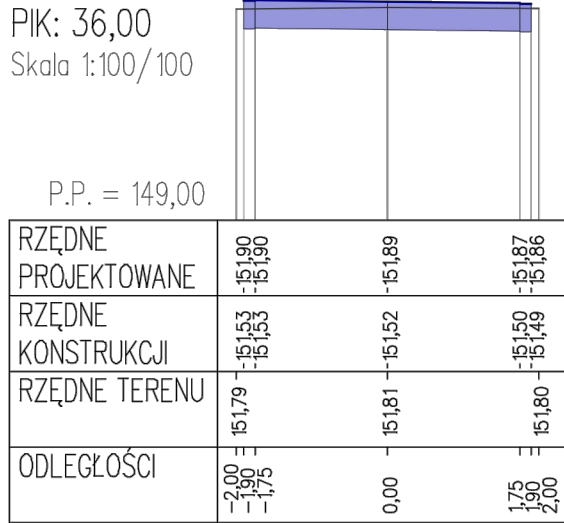 PIK: 36,00
Skala 1:100/100
P.P. = 149,00
RZĘDNE
PROJEKTOWANE
151,90
151,90
151,89
151,87
151,86
RZĘDNE
KONSTRUKCJI
151,53
151,53
151,52
151,50
151,49
RZĘDNE TERENU
151,79
151,81
151,80
ODLEGŁOŚCI
-2,00
-1,90
-1,75
0,00
1,75
1,90
2,00